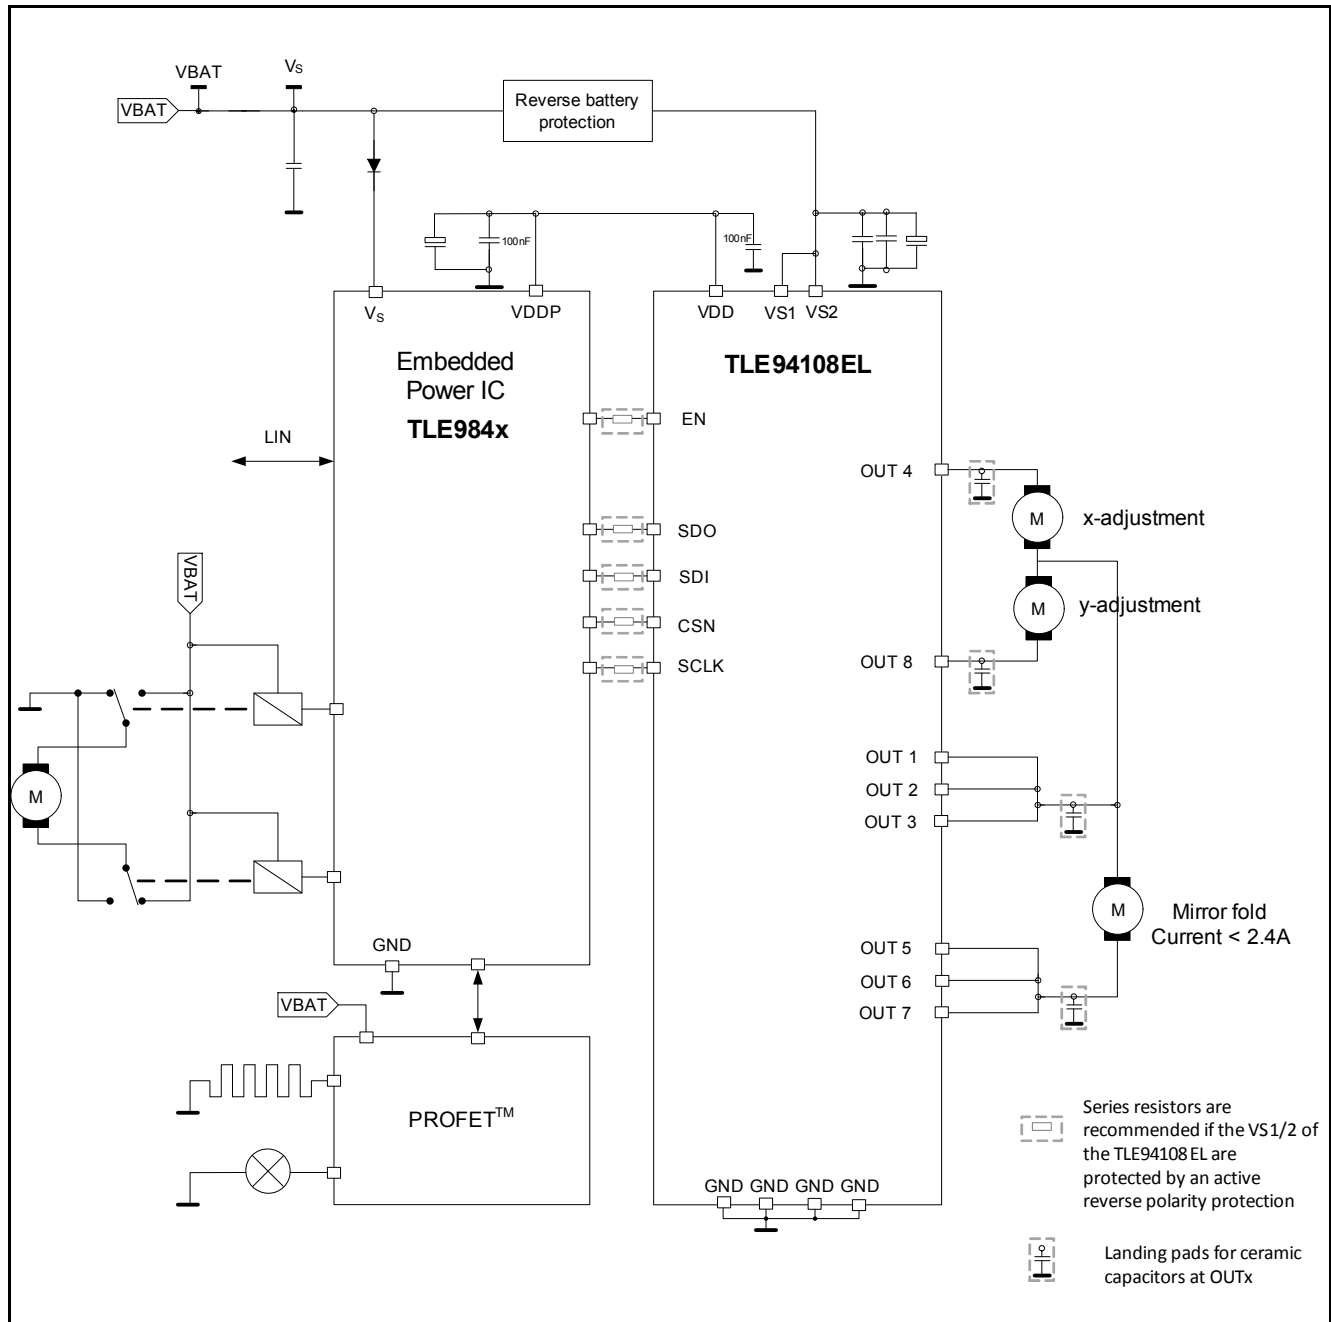 VBAT
VS
VBAT
Reverse battery
protection
100nF
100nF
VS
VDDP
VDD
VS1
VS2
Embedded
Power IC
TLE984x
TLE94108EL
LIN
EN
SDO
SDI
CSN
SCLK
OUT 4
x-adjustment
M
y-adjustment
M
OUT 8
VBAT
OUT 1
OUT 2
OUT 3
M
M
Mirror fold
Current < 2.4A
OUT 5
OUT 6
OUT 7
GND
VBAT
PROFET™
GND GND GND GND
Series resistors are
recommended if the VS1/2 of
the TLE94108EL are
protected by an active
reverse polarity protection
Landing pads for ceramic
capacitors at OUTx